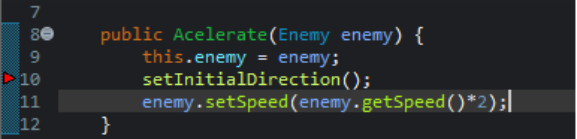 7
8 public Acelerate(Enemy enemy) {
9 this.enemy = enemy;
10 setInitialDirection();
11 enemy.setSpeed(enemy.getSpeed()*2);
12 }